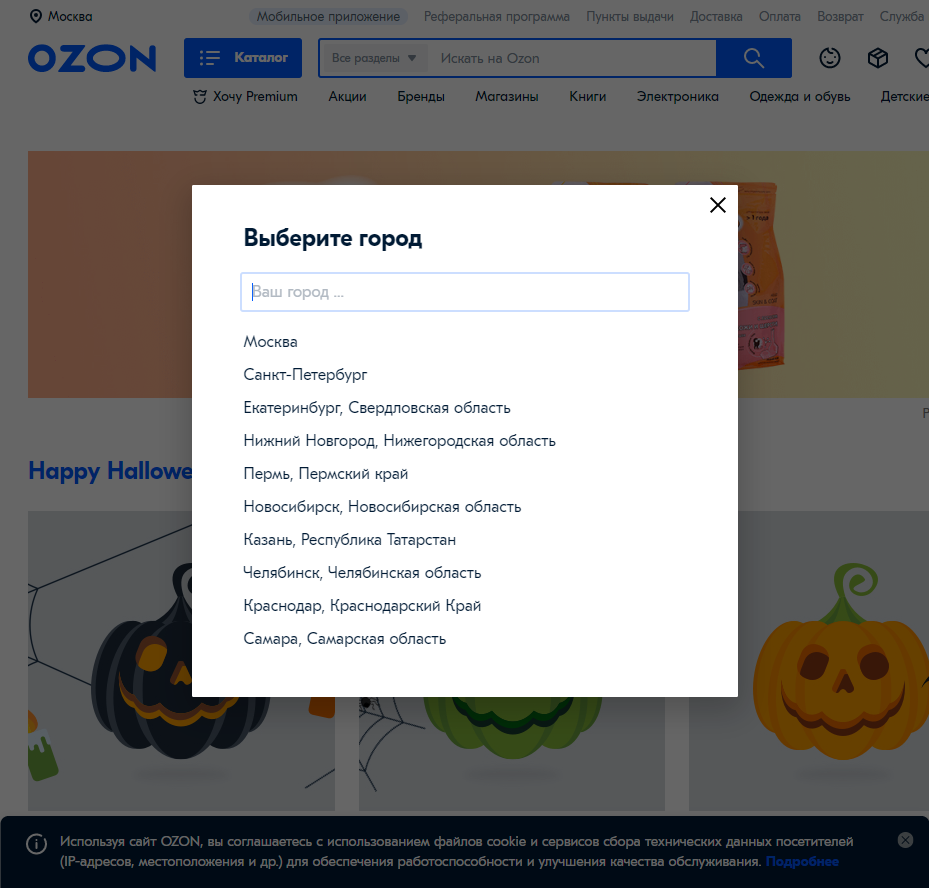 Москва Мобильное приложение Реферальная программа Пункты выдачи Доставка Оплата Возврат Служба
OZON Каталог Все разделы Искать на Ozon
Хочу Premium Акции Бренды Магазины Книги Электроника Одежда и обувь Детские
Выберите город
Ваш город ...
Москва
Санкт-Петербург
Екатеринбург, Свердловская область
Нижний Новгород, Нижегородская область
Happy Hallowe
Пермь, Пермский край
Новосибирск, Новосибирская область
Казань, Республика Татарстан
Челябинск, Челябинская область
Краснодар, Краснодарский Край
Самара, Самарская область
Используя сайт OZON, вы соглашаетесь с использованием файлов cookie и сервисов сбора технических данных посетителей
(IP-адресов, местоположения и др.) для обеспечения работоспособности и улучшения качества обслуживания. Подробнее